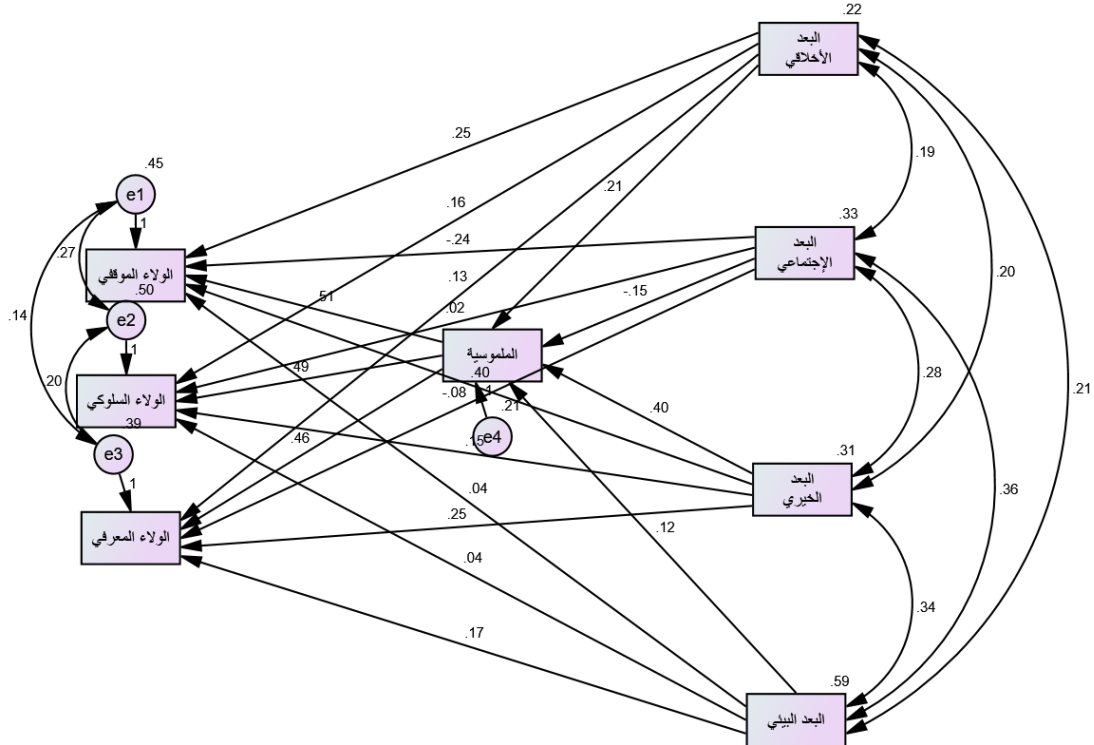 .22
البعد
الأخلاقي
.25
.19
.45
e1
.21
1
.16
.33
البعد
الإجتماعي
-.24
.27
الولاء الموقفي
.50
.13
.20
.51
.02
-.15
.14
e2
الملموسية
1
.49
.40
.28
.20
-.08
1
.21
.21
الولاء السلوكي
.40
.39
.46
.15
e4
.31
e3
البعد
الخيري
1
.04
.36
.25
.12
الولاء المعرفي
.04
.34
.17
.59
البعد البيئي